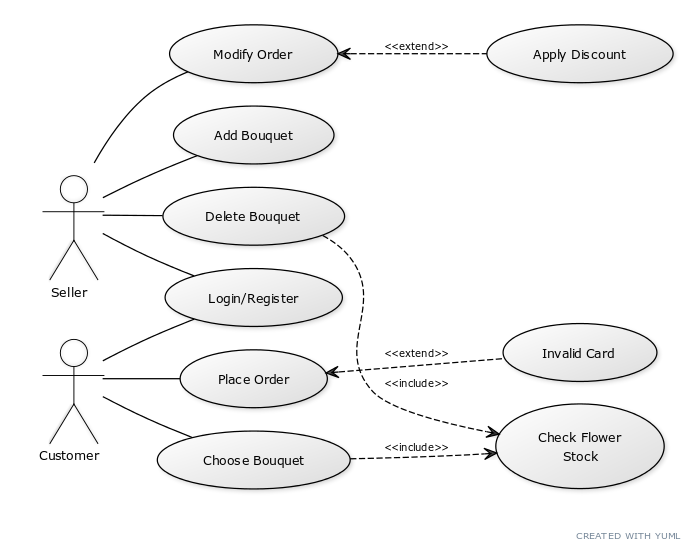 Modify Order
<<extend>>
Apply Discount
Add Bouquet
Delete Bouquet
Seller
Login/Register
<<extend>>
Invalid Card
Place Order
<<include>>
Check Flower
Stock
Customer
Choose Bouquet
<<include>>
CREATED WITH YUML